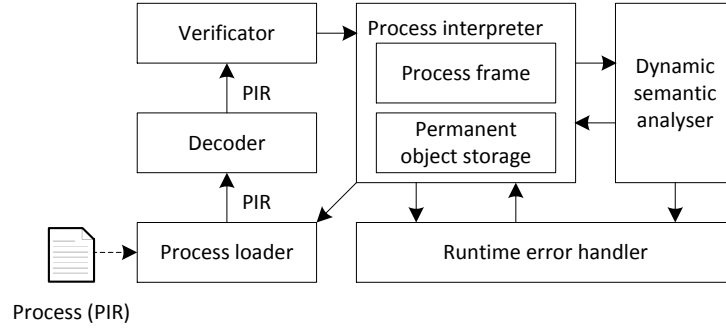 Verificator
Process interpreter
Process frame
Dynamic
semantic
analyser
PIR
Decoder
Permanent
object storage
PIR
Process loader
Runtime error handler
Process (PIR)